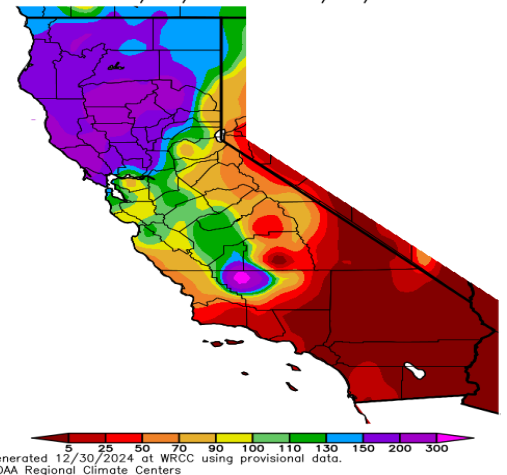 5 25 50 70 90 100 110 130 150 200 300
enerated 12/30/2024 at WRCC using provisional data.
OAA Regional Climate Centers